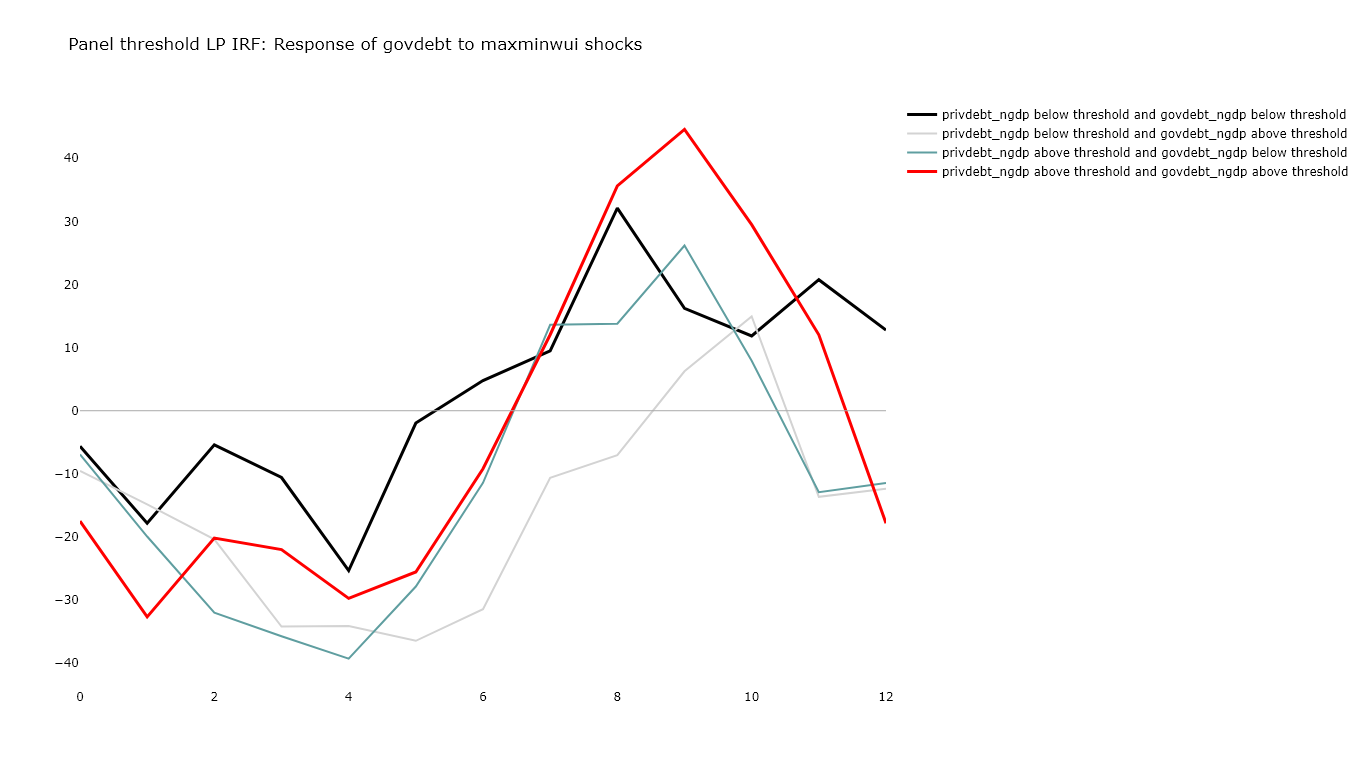 Panel threshold LP IRF: Response of govdebt to maxminwui shocks
privdebt_ngdp below threshold and govdebt_ngdp below threshold
privdebt_ngdp below threshold and govdebt_ngdp above threshold
privdebt_ngdp above threshold and govdebt_ngdp below threshold
privdebt_ngdp above threshold and govdebt_ngdp above threshold
40
30
20
10
0
−10
−20
−30
−40
0 2 4 6 8 10 12